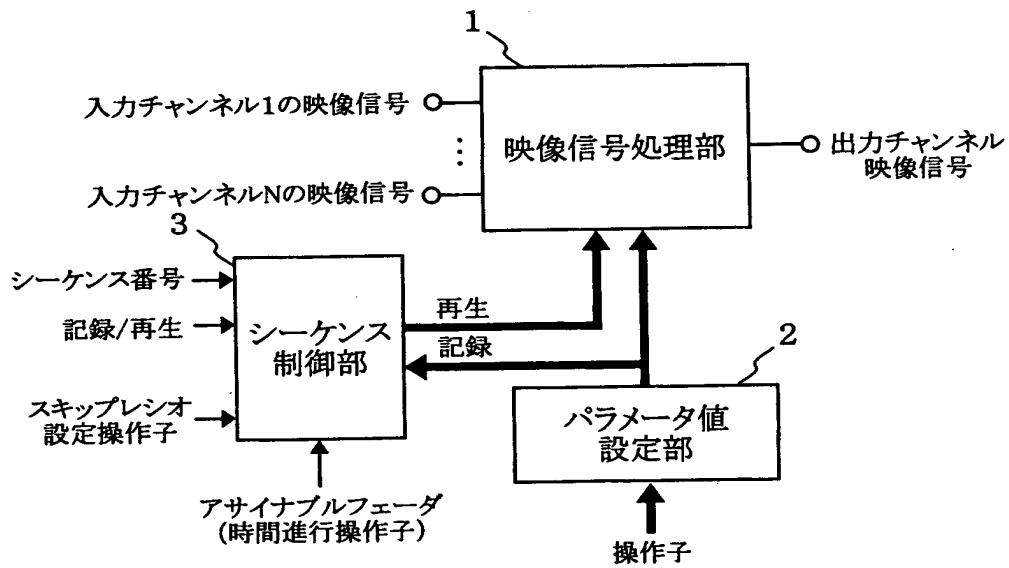 1
入力チャンネル1の映像信号
⋮
入力チャンネルNの映像信号
映像信号処理部
出力チャンネル
映像信号
3
シーケンス番号
記録/再生
スキップレシオ
設定操作子
シーケンス
制御部
再生
記録
2
パラメータ値
設定部
アサイナブルフェーダ
(時間進行操作子)
操作子